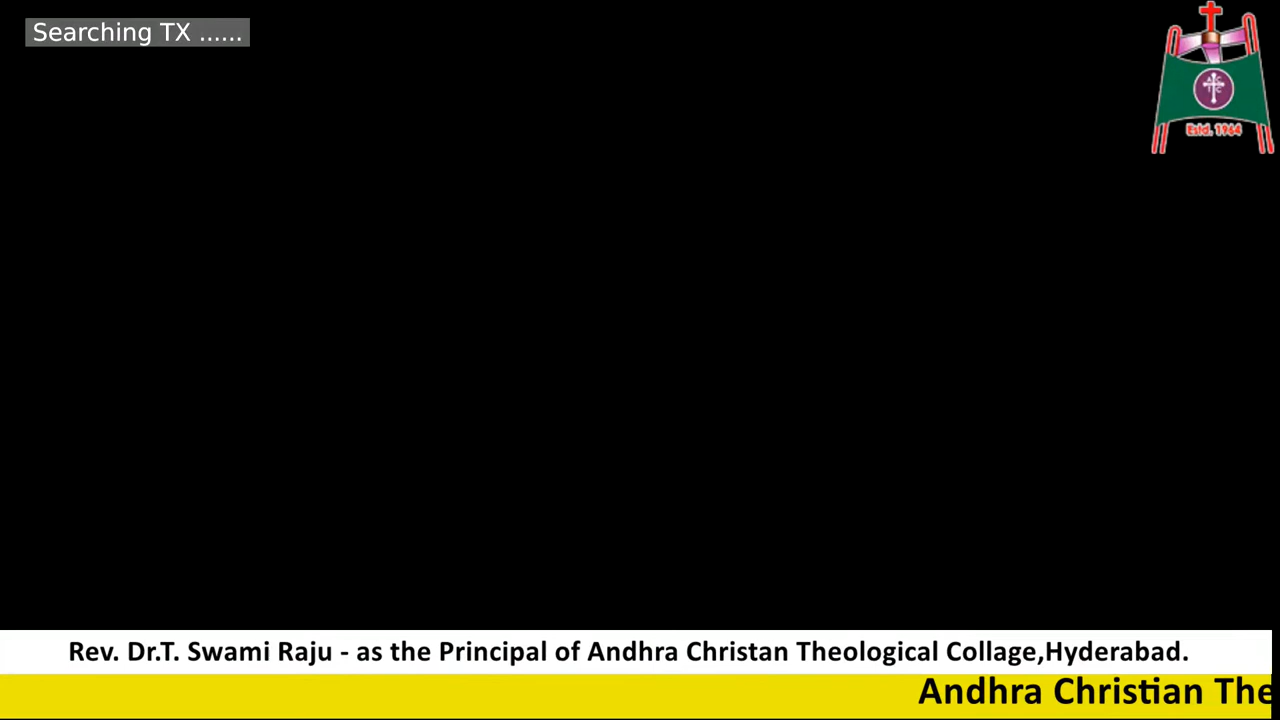 Searching TX ......
A C
T C
Estd. 1964
Rev. Dr.T. Swami Raju - as the Principal of Andhra Christan Theological Collage,Hyderabad.
Andhra Christian The